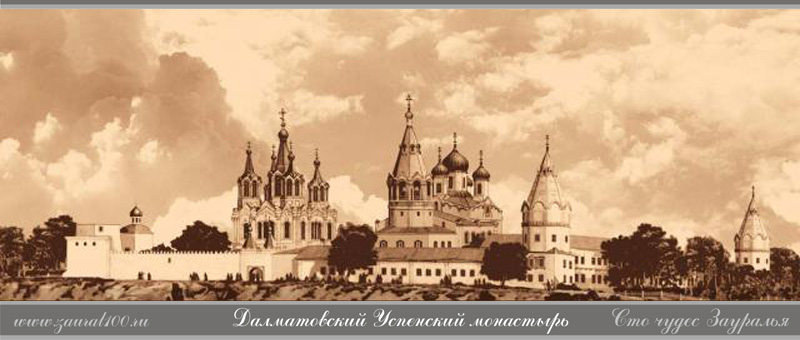 www.zaural100.ru Далматовский Успенский монастырь Сто чудес Зауралья